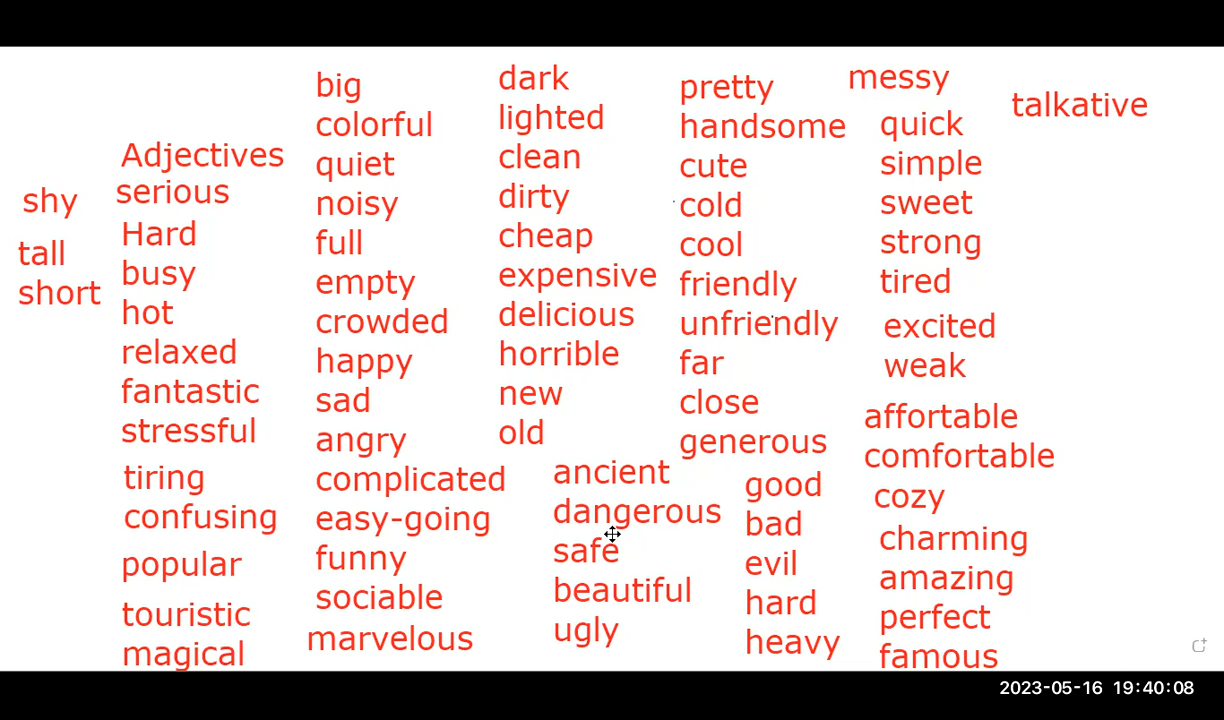 shy
tall
short
Adjectives
serious
Hard
busy
hot
relaxed
fantastic
stressful
tiring
confusing
popular
touristic
magical
big
colorful
quiet
noisy
full
empty
crowded
happy
sad
angry
complicated
easy-going
funny
sociable
marvelous
dark
lighted
clean
dirty
cheap
expensive
delicious
horrible
new
old
ancient
dangerous
safe
beautiful
ugly
pretty
handsome
cute
cold
cool
friendly
unfriendly
far
close
generous
good
bad
evil
hard
heavy
messy
quick
simple
sweet
strong
tired
excited
weak
affortable
comfortable
cozy
charming
amazing
perfect
famous
talkative
2023-05-16 19:40:08